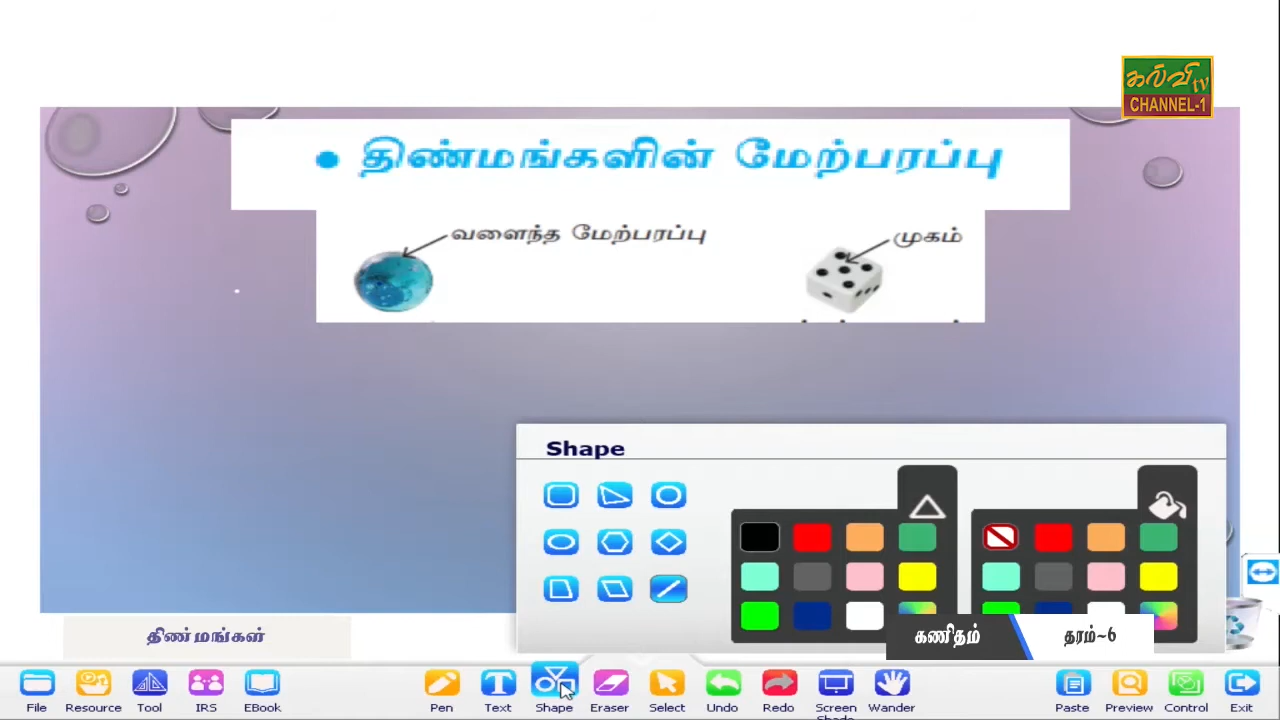 கல்வி tv
CHANNEL-1
• திண்மங்களின் மேற்பரப்பு
வளைந்த மேற்பரப்பு
முகம்
Shape
திண்மங்கள்
கணிதம்
தரம்~6
File
Resource
Tool
IRS
EBook
Pen
Text
Shape
Eraser
Select
Undo
Redo
Screen
Wander
Paste
Preview
Control
Exit